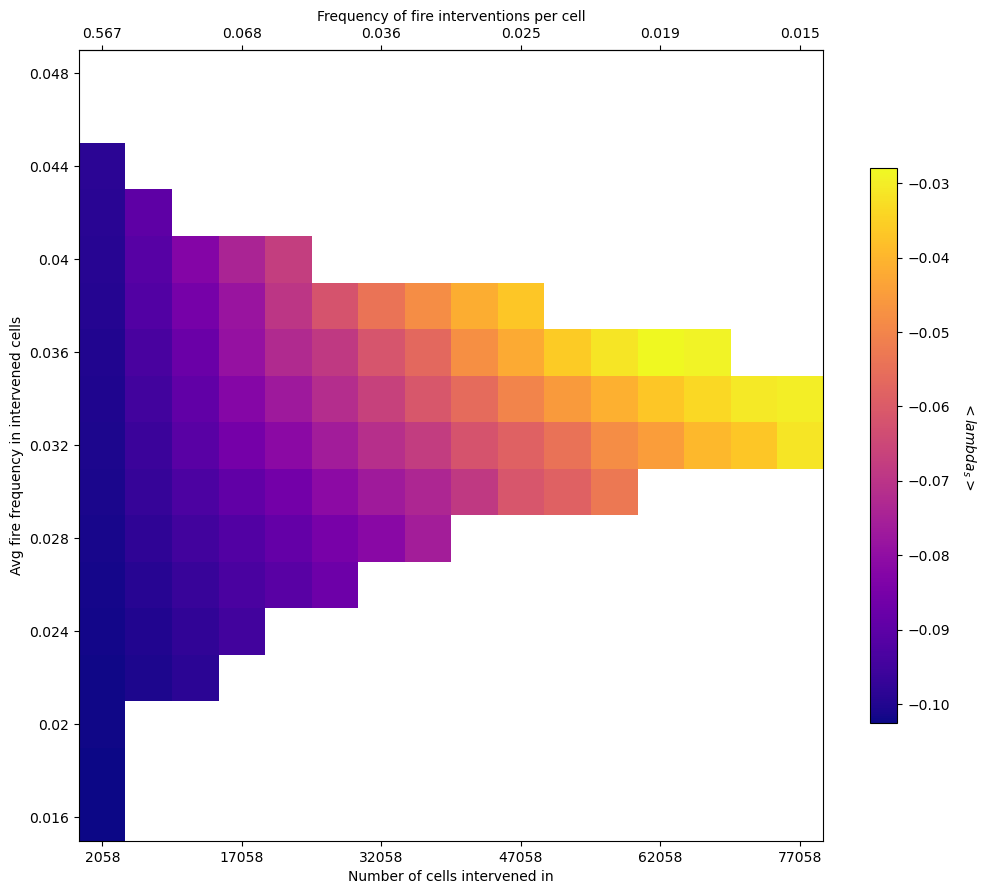 Frequency of fire interventions per cell
0.567 0.068 0.036 0.025 0.019 0.015
0.048
0.044
0.04
0.036
0.032
0.028
0.024
0.02
0.016
Avg fire frequency in intervened cells
2058 17058 32058 47058 62058 77058
Number of cells intervened in
−0.03
−0.04
−0.05
−0.06
−0.07
−0.08
−0.09
−0.10
<lambda_s>